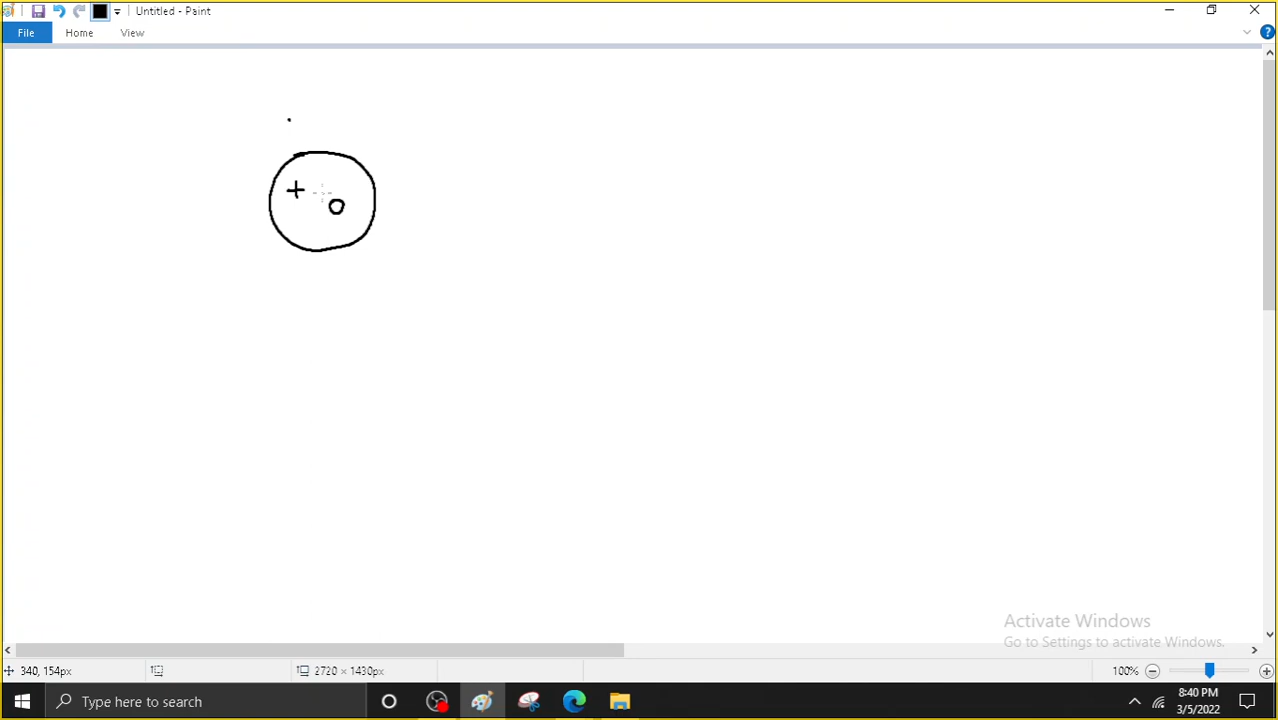 Untitled - Paint
File Home View
+
o
Activate Windows
Go to Settings to activate Windows.
340, 154px 2720 × 1430px 100%
Type here to search 8:40 PM
3/5/2022